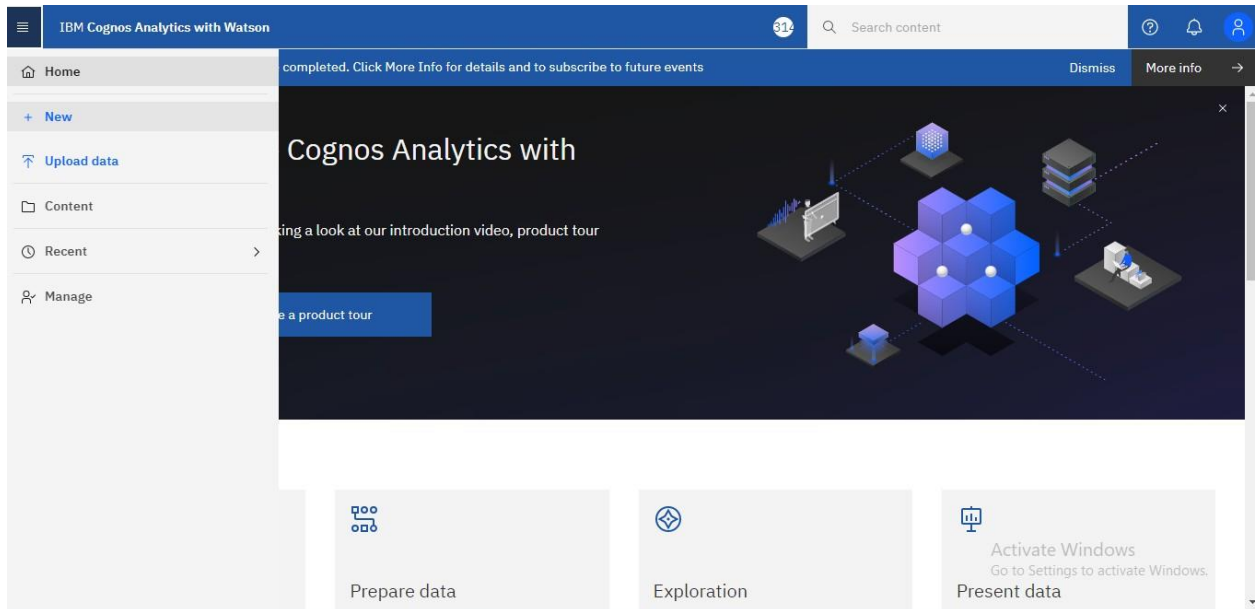 IBM Cognos Analytics with Watson
314
Search content
Home
completed. Click More Info for details and to subscribe to future events
Dismiss
More info
+ New
Cognos Analytics with
Upload data
Content
king a look at our introduction video, product tour
Recent
Manage
e a product tour
Activate Windows
Go to Settings to activate Windows.
Prepare data
Exploration
Present data